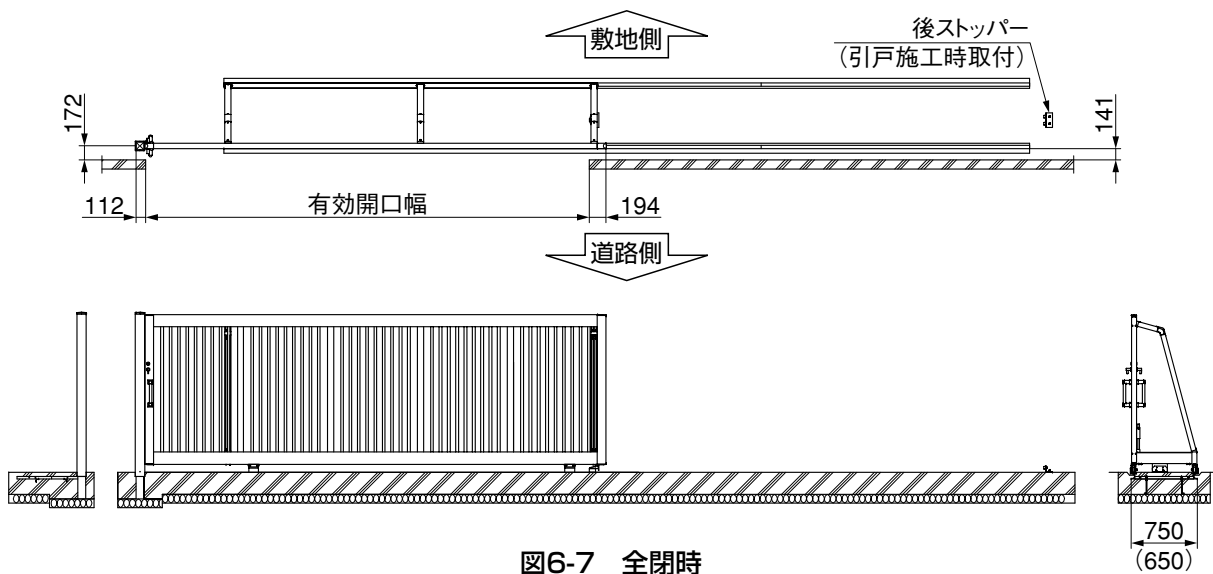 敷地側
後ストッパー
（引戸施工時取付）
172
141
112
有効開口幅
194
道路側
750
（650）
図6-7　全閉時